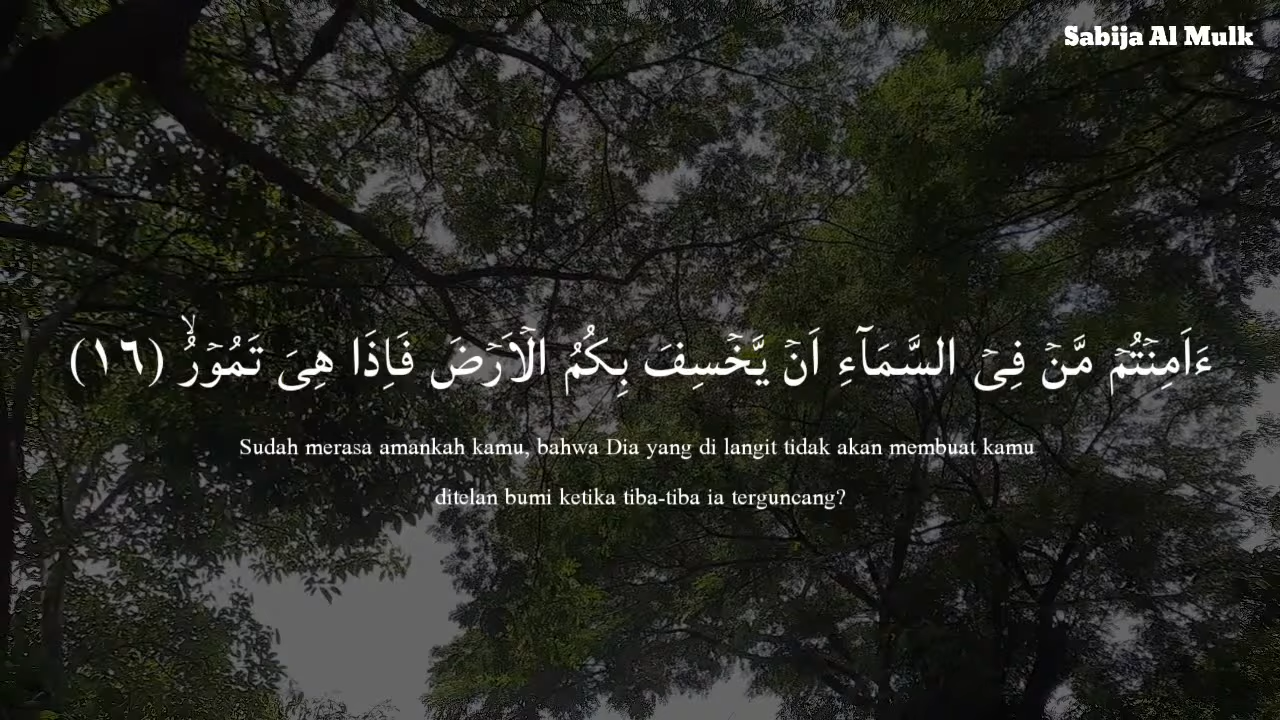 Sabija Al Mulk
ءَاَمِنۡتُمۡ مَّنۡ فِىۡ السَّمَآءِ اَنۡ يَّخۡسِفَ بِكُمُ الۡاَرۡضَ فَاِذَا هِىَ تَمُوۡرُۙ (١٦)
Sudah merasa amankah kamu, bahwa Dia yang di langit tidak akan membuat kamu
ditelan bumi ketika tiba-tiba ia terguncang?